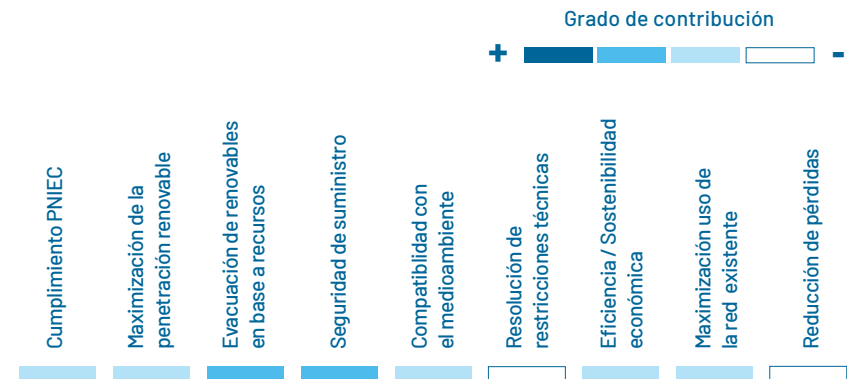 Grado de contribución
+ -
Cumplimiento PNIEC
Maximización de la
penetración renovable
Evacuación de renovables
en base a recursos
Seguridad de suministro
Compatiblidad con
el medioambiente
Resolución de
restricciones técnicas
Eficiencia / Sostenibilidad
económica
Maximización uso de
la red existente
Reducción de pérdidas